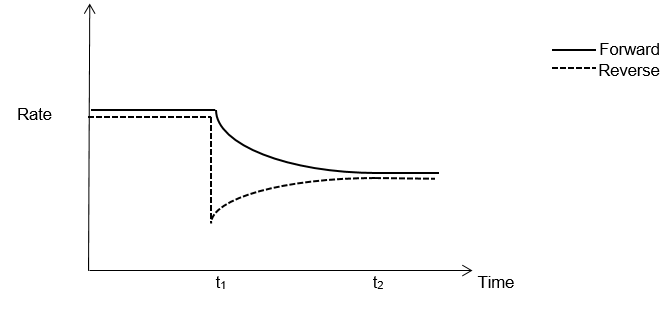 Forward
Reverse
Rate
t₁
t₂
Time